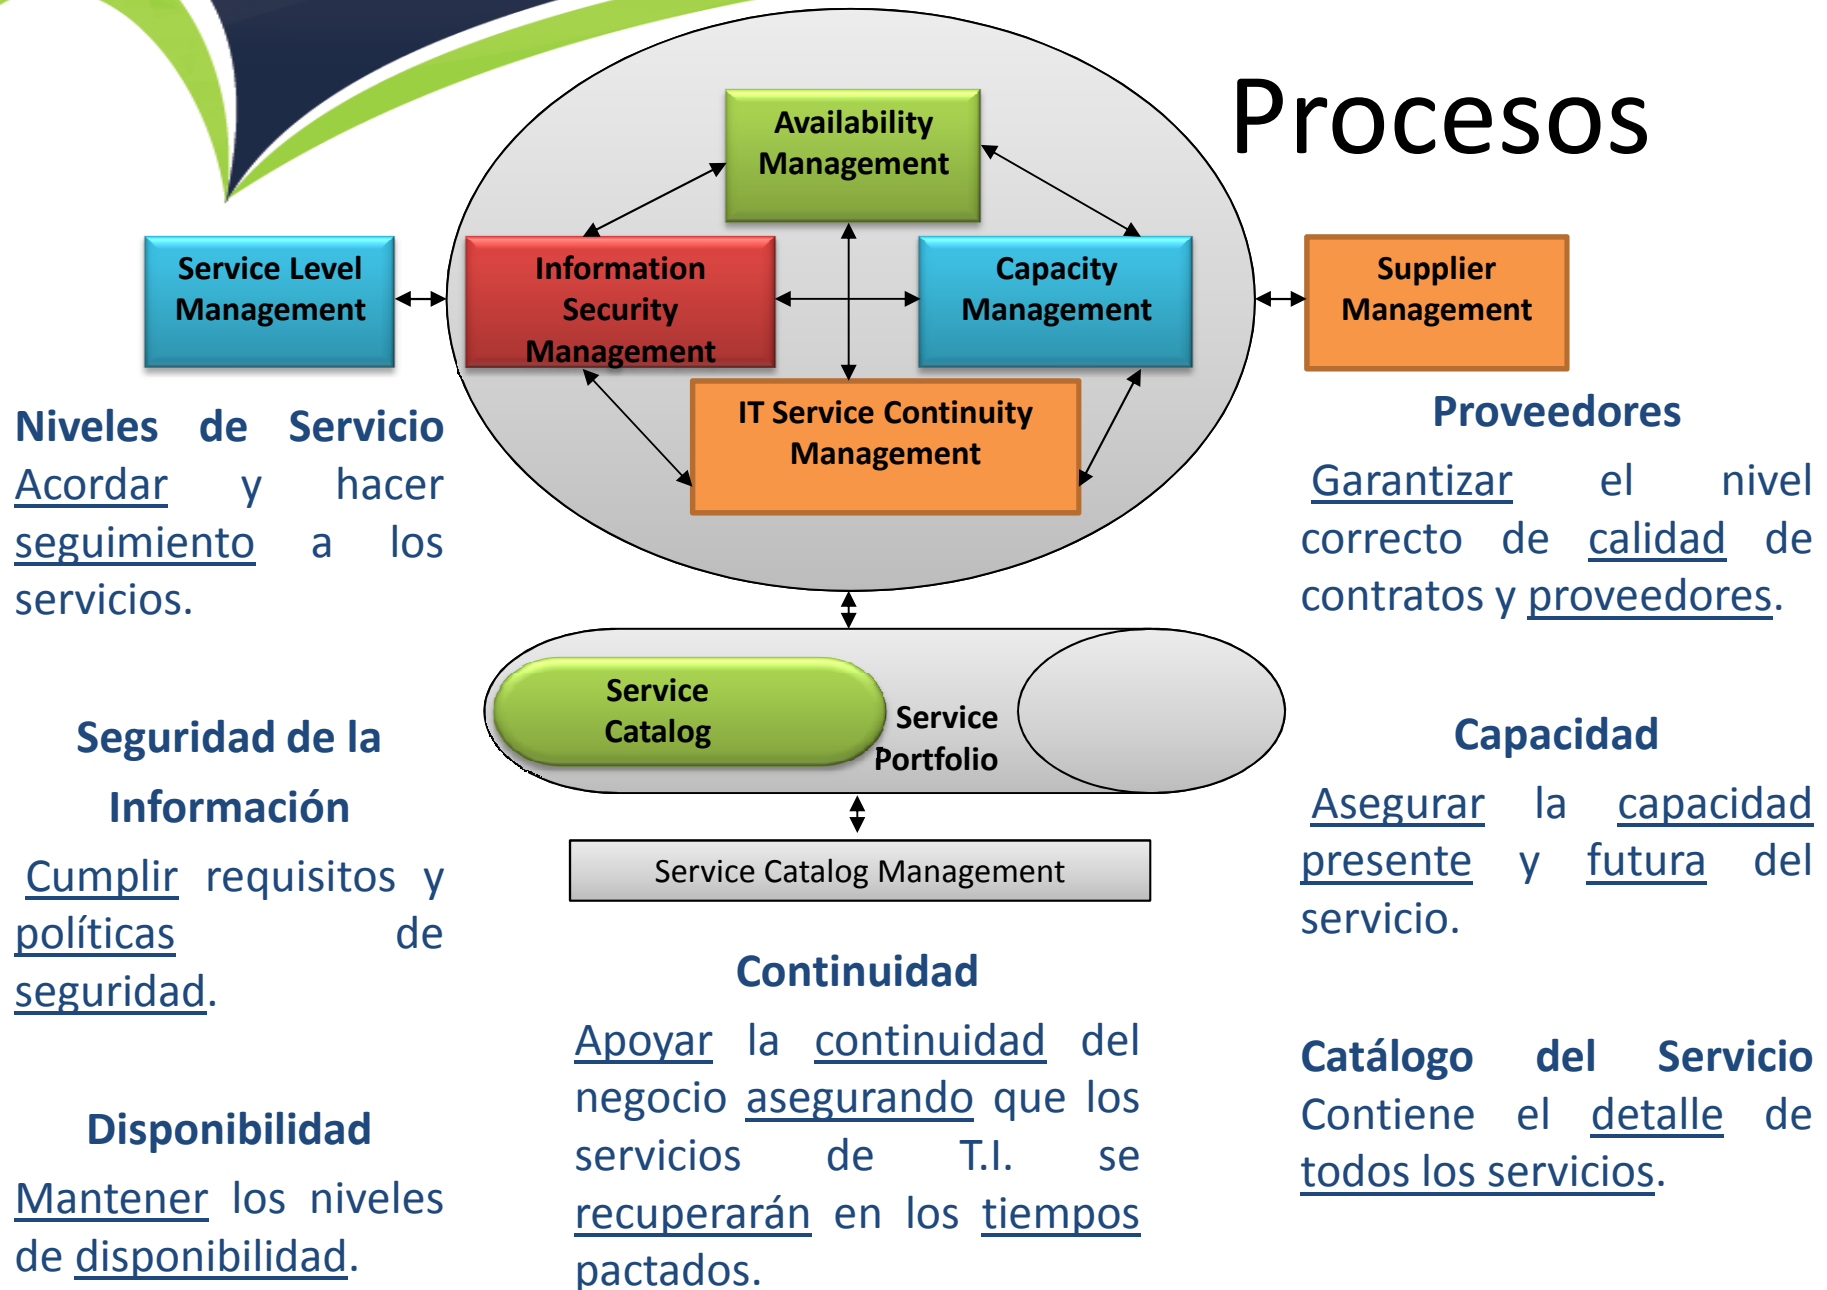 Procesos
Availability
Management
Service Level
Management
Information
Security
Management
Capacity
Management
Supplier
Management
IT Service Continuity
Management
Niveles de Servicio
Acordar y hacer
seguimiento a los
servicios.
Proveedores
Garantizar el nivel
correcto de calidad de
contratos y proveedores.
Service
Catalog
Service
Portfolio
Service Catalog Management
Seguridad de la
Información
Cumplir requisitos y
políticas de
seguridad.
Capacidad
Asegurar la capacidad
presente y futura del
servicio.
Disponibilidad
Mantener los niveles
de disponibilidad.
Continuidad
Apoyar la continuidad del
negocio asegurando que los
servicios de T.I. se
recuperarán en los tiempos
pactados.
Catálogo del Servicio
Contiene el detalle de
todos los servicios.